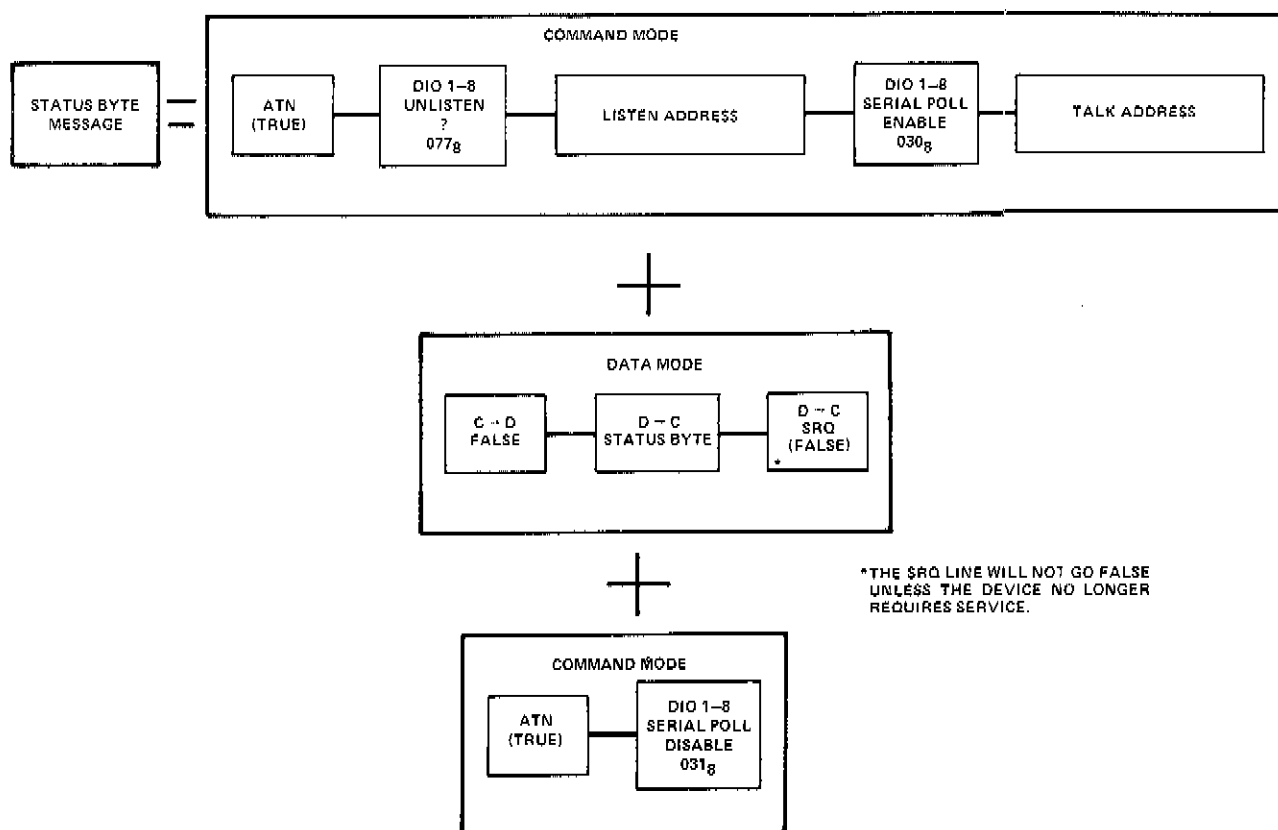 COMMAND MODE
STATUS BYTE
MESSAGE
=
ATN
(TRUE)
DIO 1–8
UNLISTEN
?
077₈
LISTEN ADDRESS
DIO 1–8
SERIAL POLL
ENABLE
030₈
TALK ADDRESS
+
DATA MODE
C → D
FALSE
D → C
STATUS BYTE
D → C
SRQ
(FALSE)
*
+
*THE SRQ LINE WILL NOT GO FALSE
UNLESS THE DEVICE NO LONGER
REQUIRES SERVICE.
COMMAND MODE
ATN
(TRUE)
DIO 1–8
SERIAL POLL
DISABLE
031₈